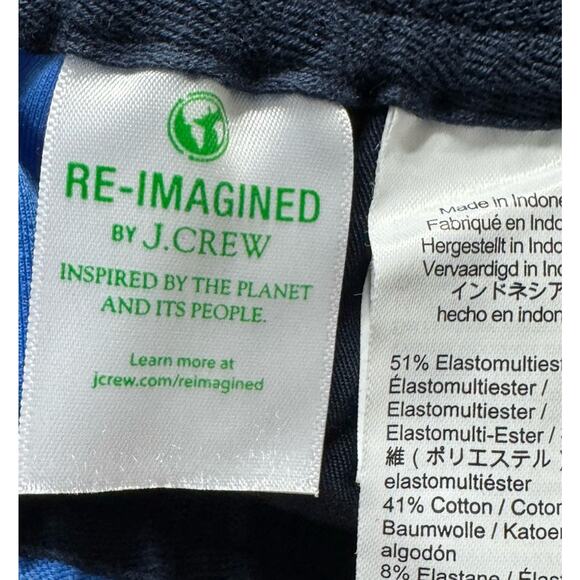 RE-IMAGINED
BY J.CREW
INSPIRED BY THE PLANET
AND ITS PEOPLE.
Learn more at
jcrew.com/reimagined
Made in Indone
Fabriqué en Indo
Hergestellt in Indo
Vervaardigd in Ind
インドネシア
hecho en indon
51% Elastomultiest
Élastomultiester /
Elastomultiester /
Elastomulti-Ester /
維 ( ポリエステル )
elastomultiéster
41% Cotton / Coton
Baumwolle / Katoen
algodón
8% Elastane / Élas